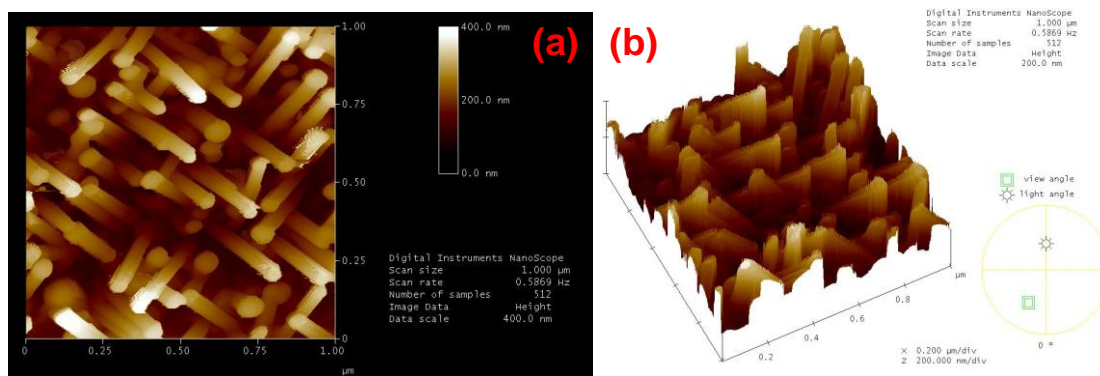 (a)
1.00
0.75
0.50
0.25
0
0 0.25 0.50 0.75 1.00
μm
400.0 nm
200.0 nm
0.0 nm
Digital Instruments NanoScope
Scan size 1.000 μm
Scan rate 0.5869 Hz
Number of samples 512
Image Data Height
Data scale 400.0 nm
(b)
Digital Instruments NanoScope
Scan size 1.000 μm
Scan rate 0.5869 Hz
Number of samples 512
Image Data Height
Data scale 200.0 nm
view angle
light angle
0.2 0.4 0.6 0.8
μm
X 0.200 μm/div
Z 200.000 nm/div
0 °